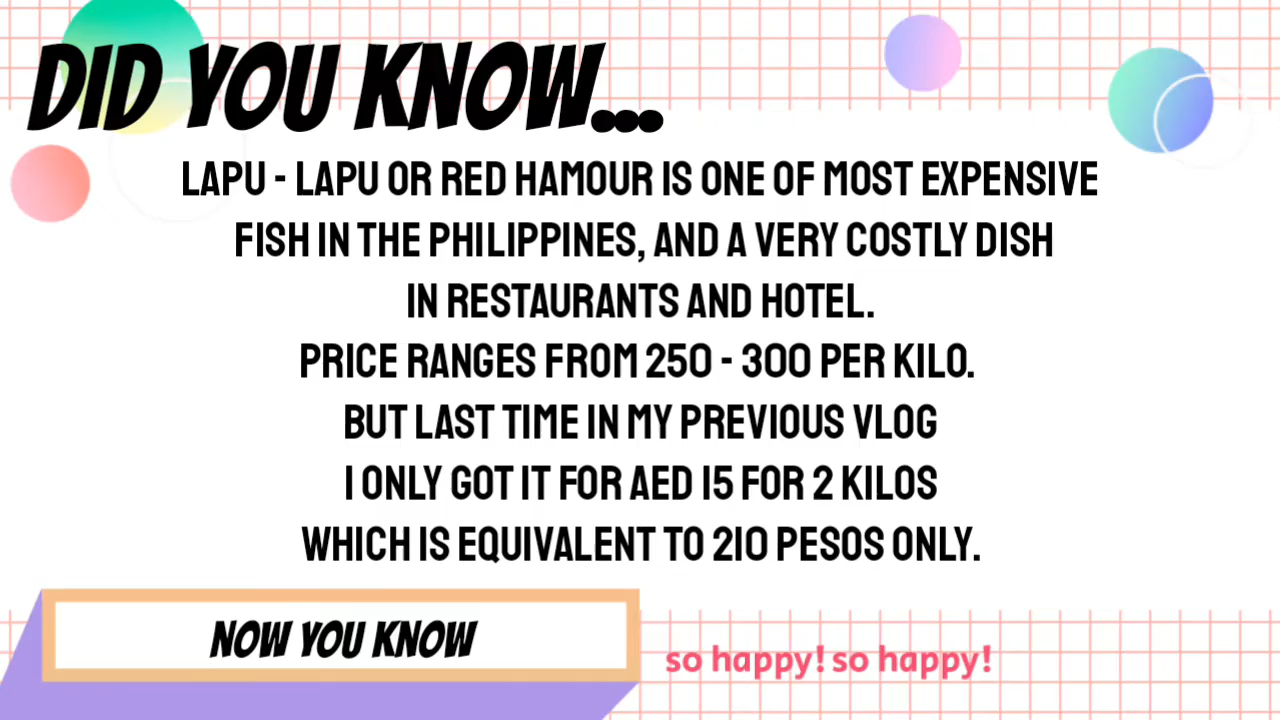 DID YOU KNOW...
LAPU - LAPU OR RED HAMOUR IS ONE OF MOST EXPENSIVE
FISH IN THE PHILIPPINES, AND A VERY COSTLY DISH
IN RESTAURANTS AND HOTEL.
PRICE RANGES FROM 250 - 300 PER KILO.
BUT LAST TIME IN MY PREVIOUS VLOG
I ONLY GOT IT FOR AED 15 FOR 2 KILOS
WHICH IS EQUIVALENT TO 210 PESOS ONLY.
NOW YOU KNOW
so happy! so happy!